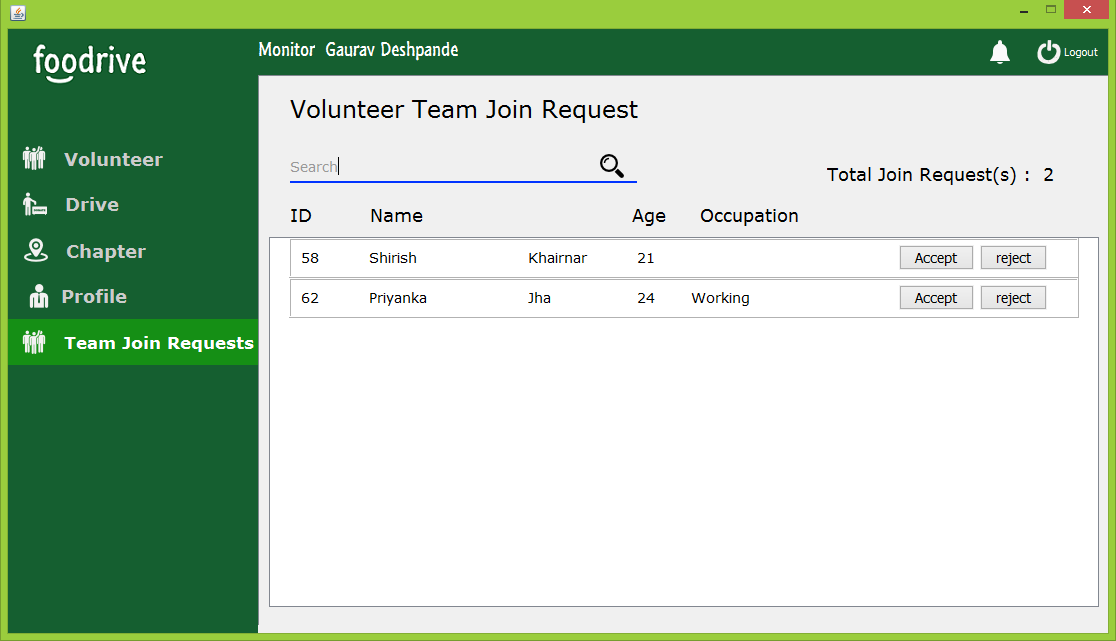 foodrive
Monitor Gaurav Deshpande
Logout
Volunteer
Drive
Chapter
Profile
Team Join Requests
Volunteer Team Join Request
Search
Total Join Request(s) : 2
ID Name Age Occupation
58 Shirish Khairnar 21 Accept reject
62 Priyanka Jha 24 Working Accept reject